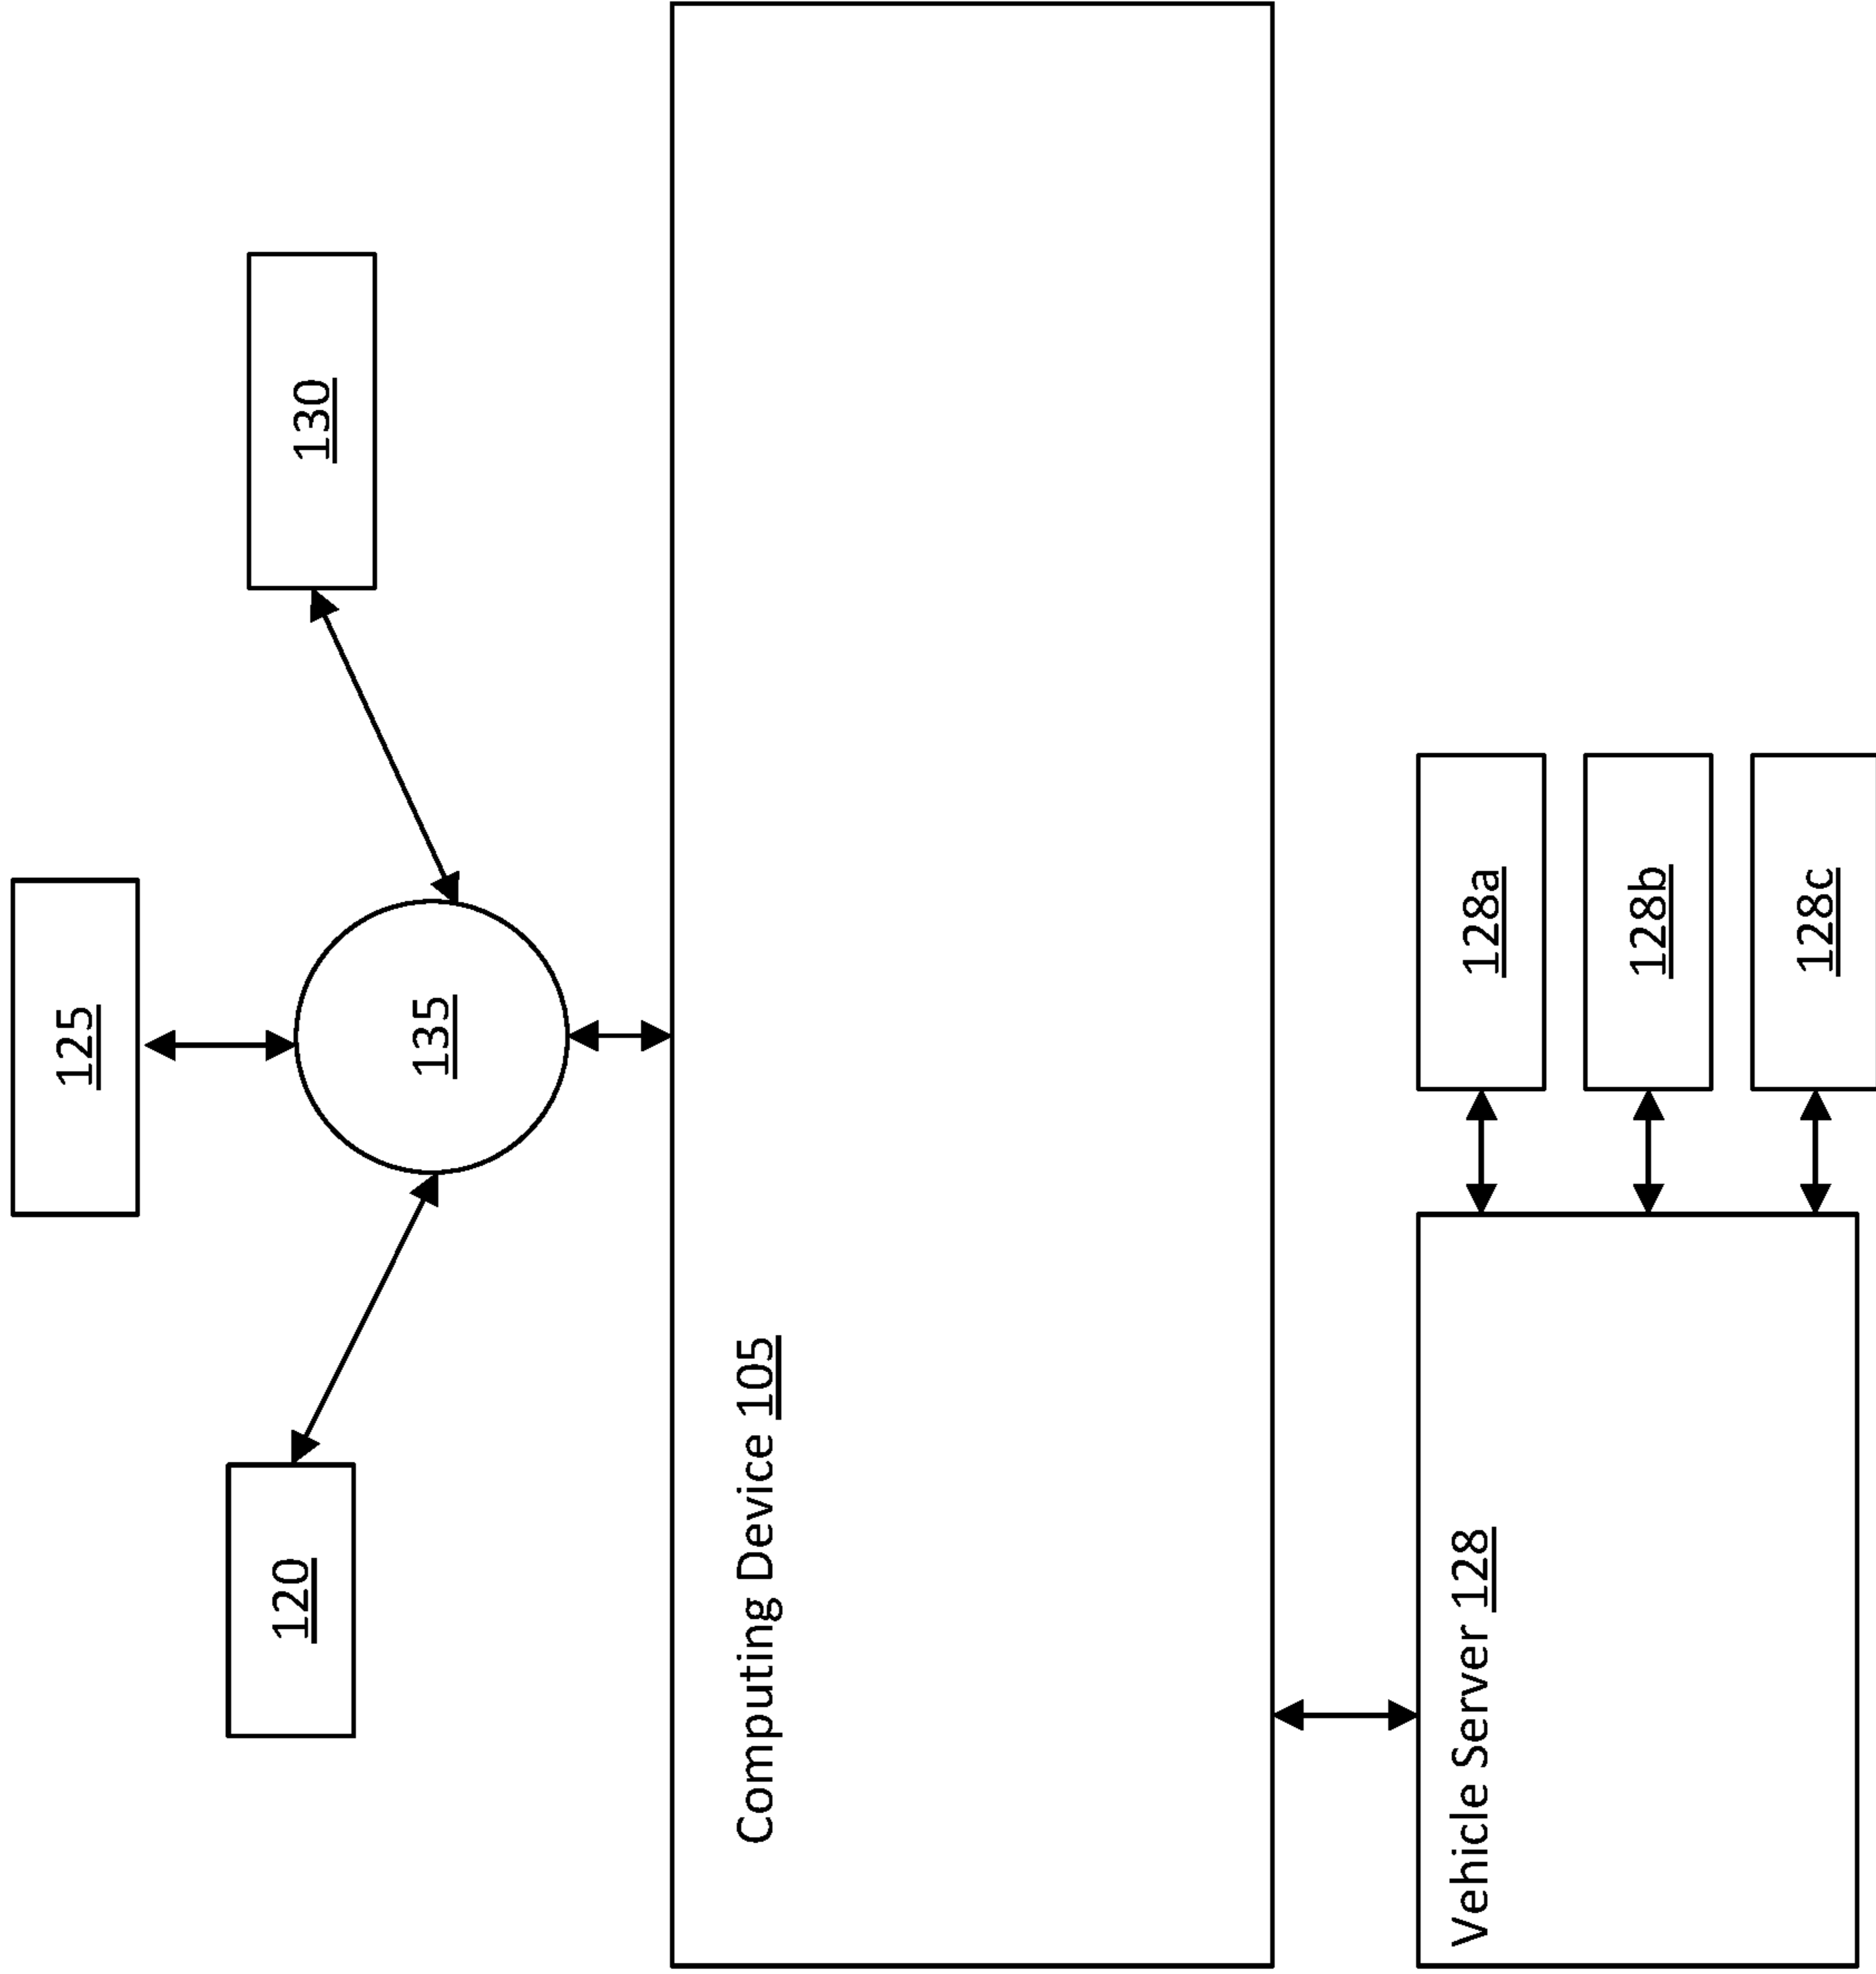 125
120
130
135
Computing Device 105
Vehicle Server 128
128a
128b
128c